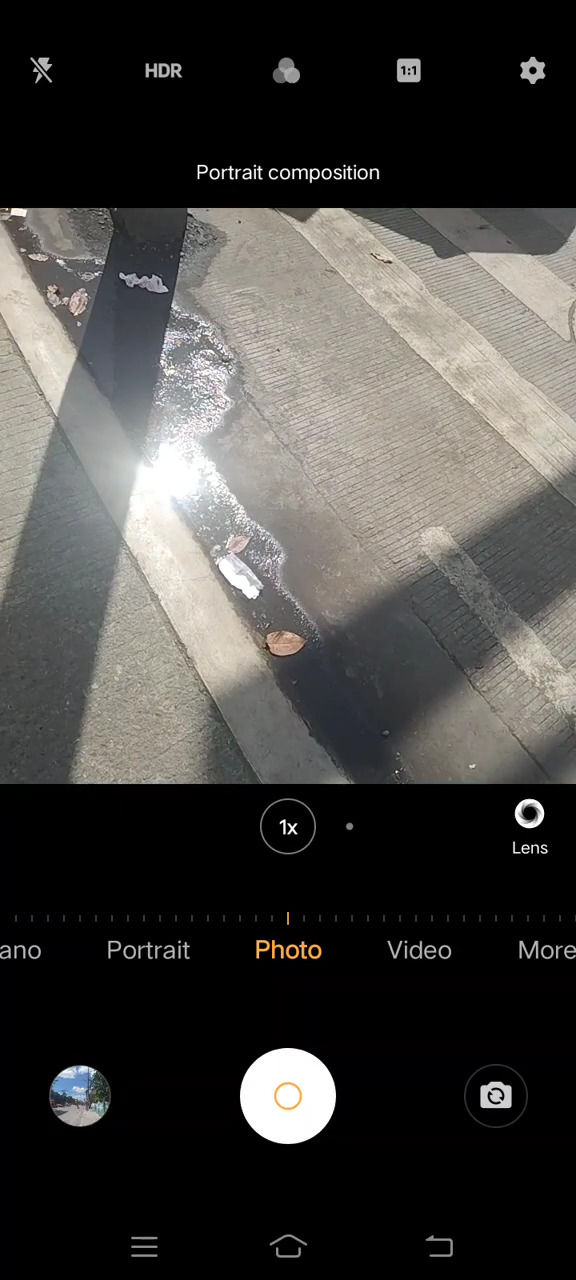 HDR
1:1
Portrait composition
1x
Lens
ano
Portrait
Photo
Video
More